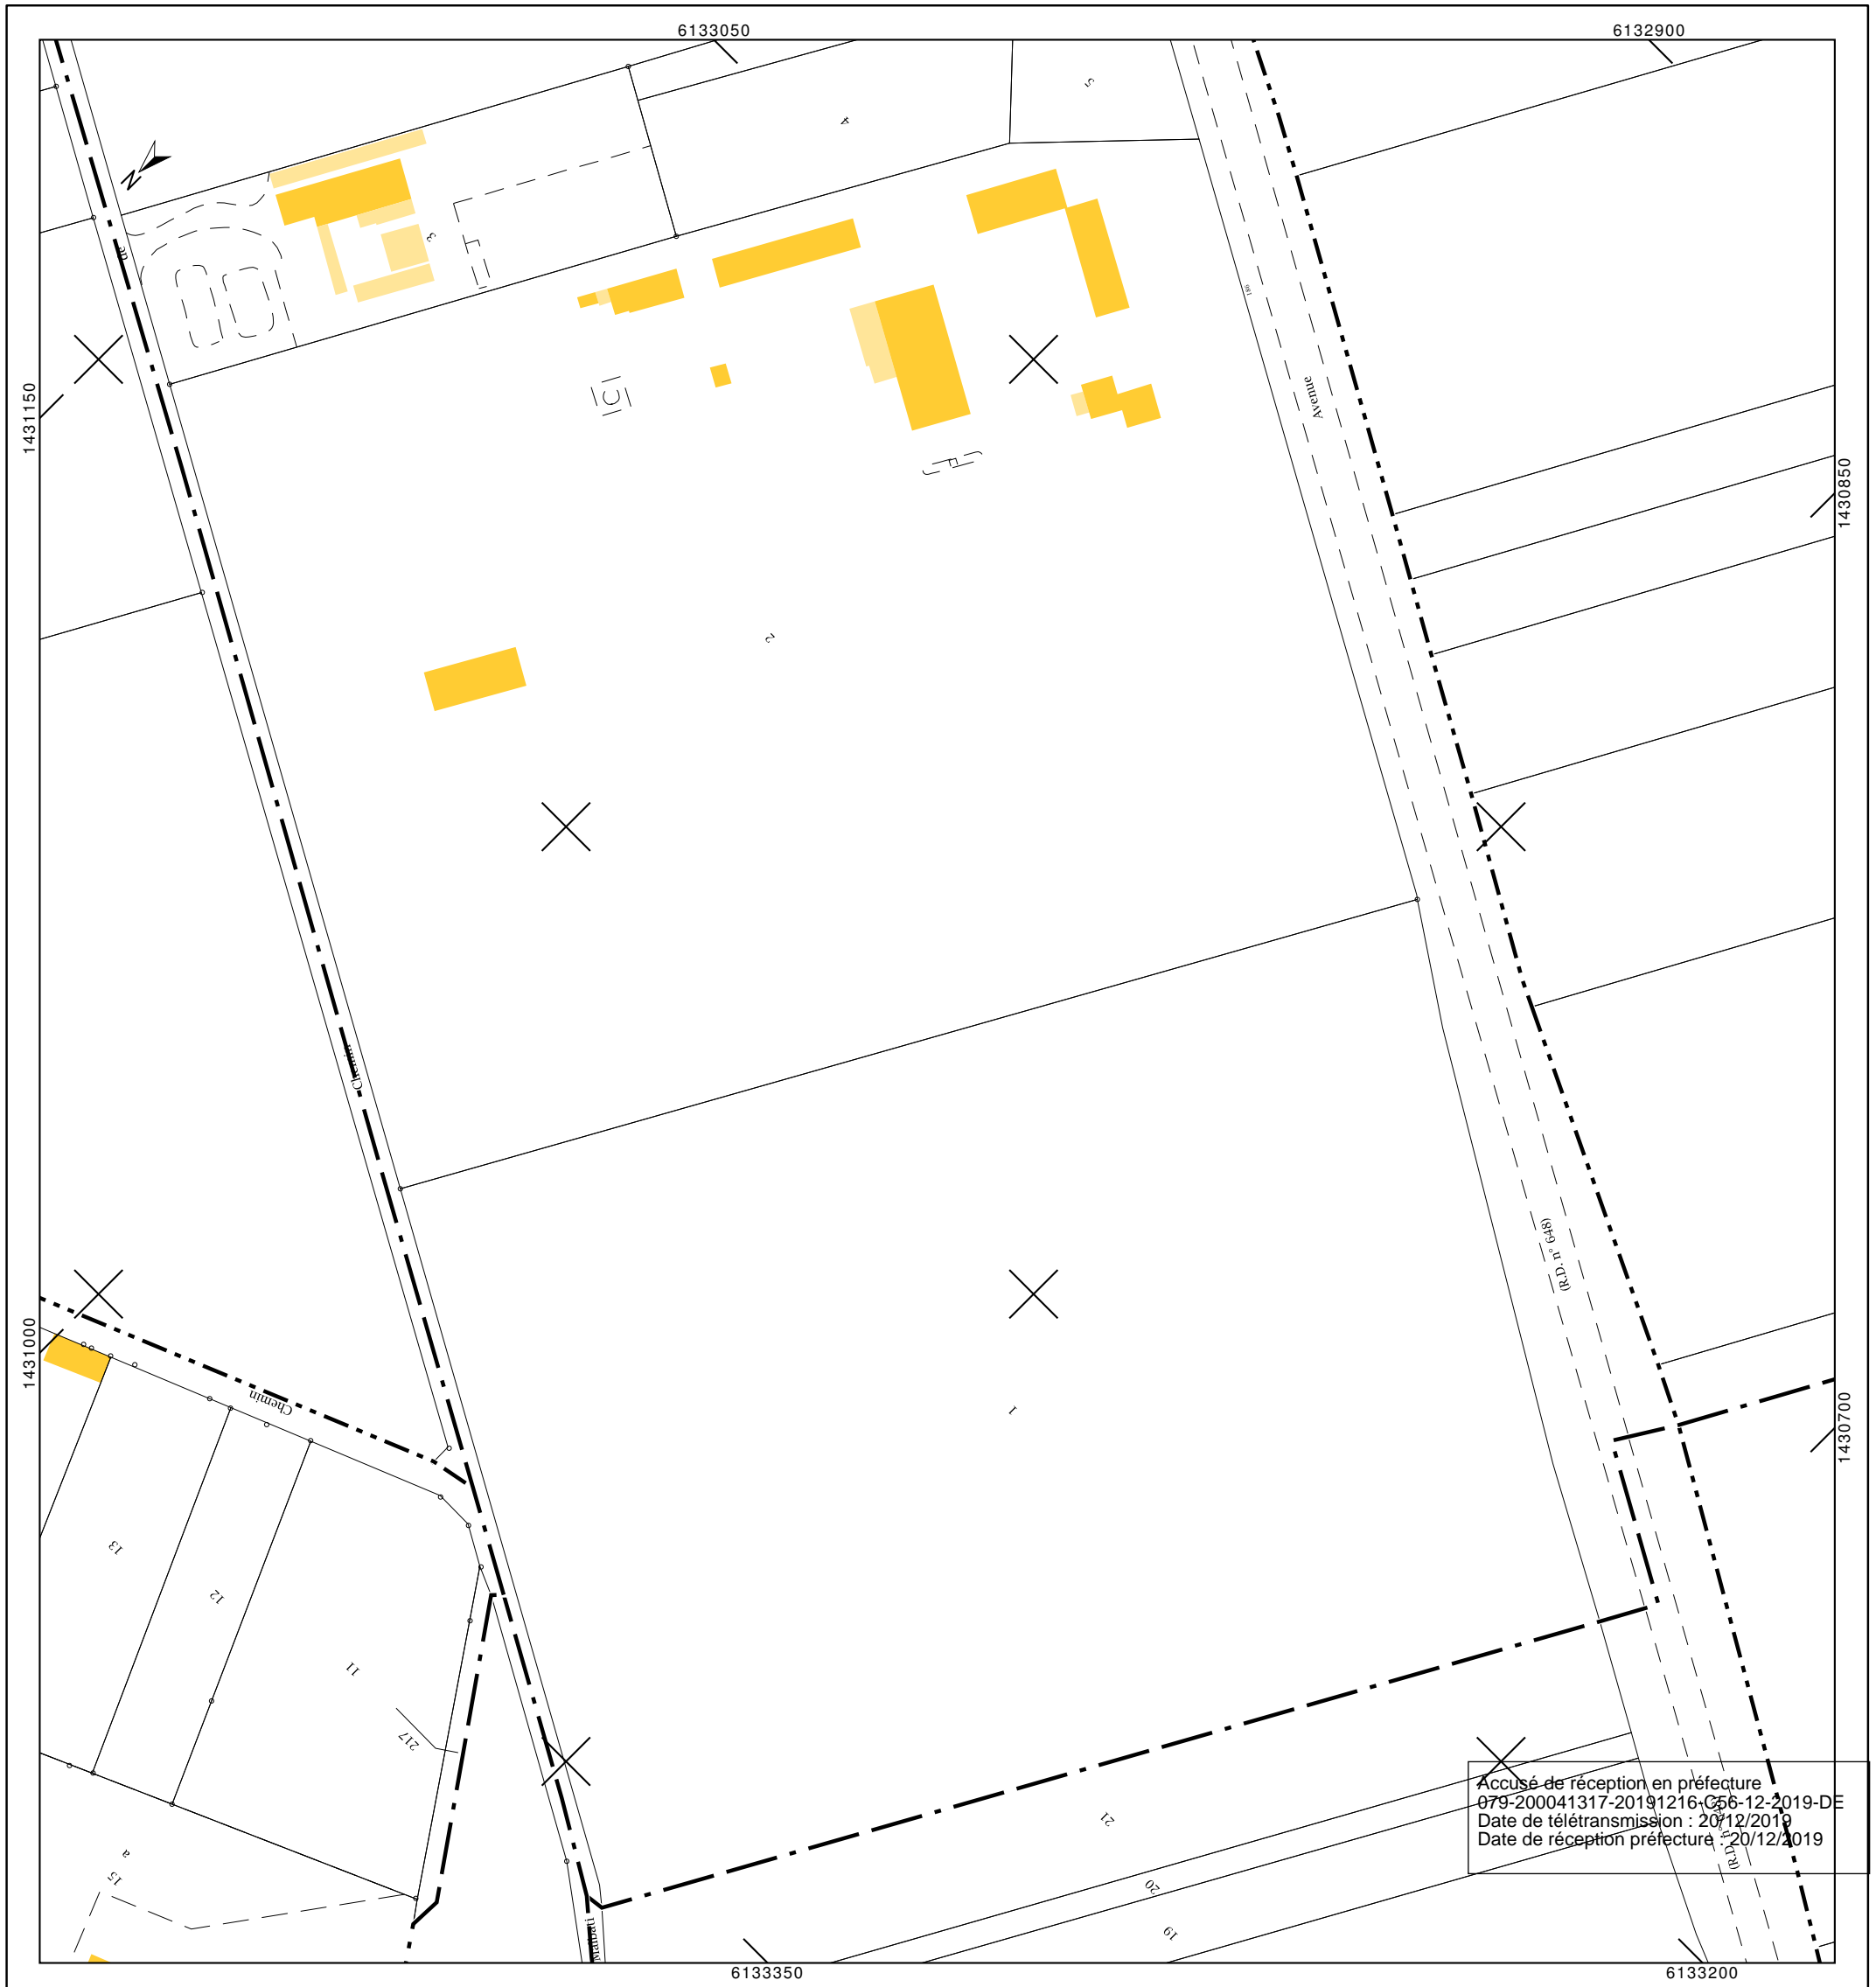 6133050
6132900
5
4
N
3
de
186
1431150
Avenue
1430850
2
Chemin
(R.D. n° 648)
1431000
Chemin
1
1430700
13
12
11
217
21
Accusé de réception en préfecture
079-200041317-20191216-C56-12-2019-DE
Date de télétransmission : 20/12/2019
Date de réception préfecture : 20/12/2019
a
15
20
19
6133350
6133200